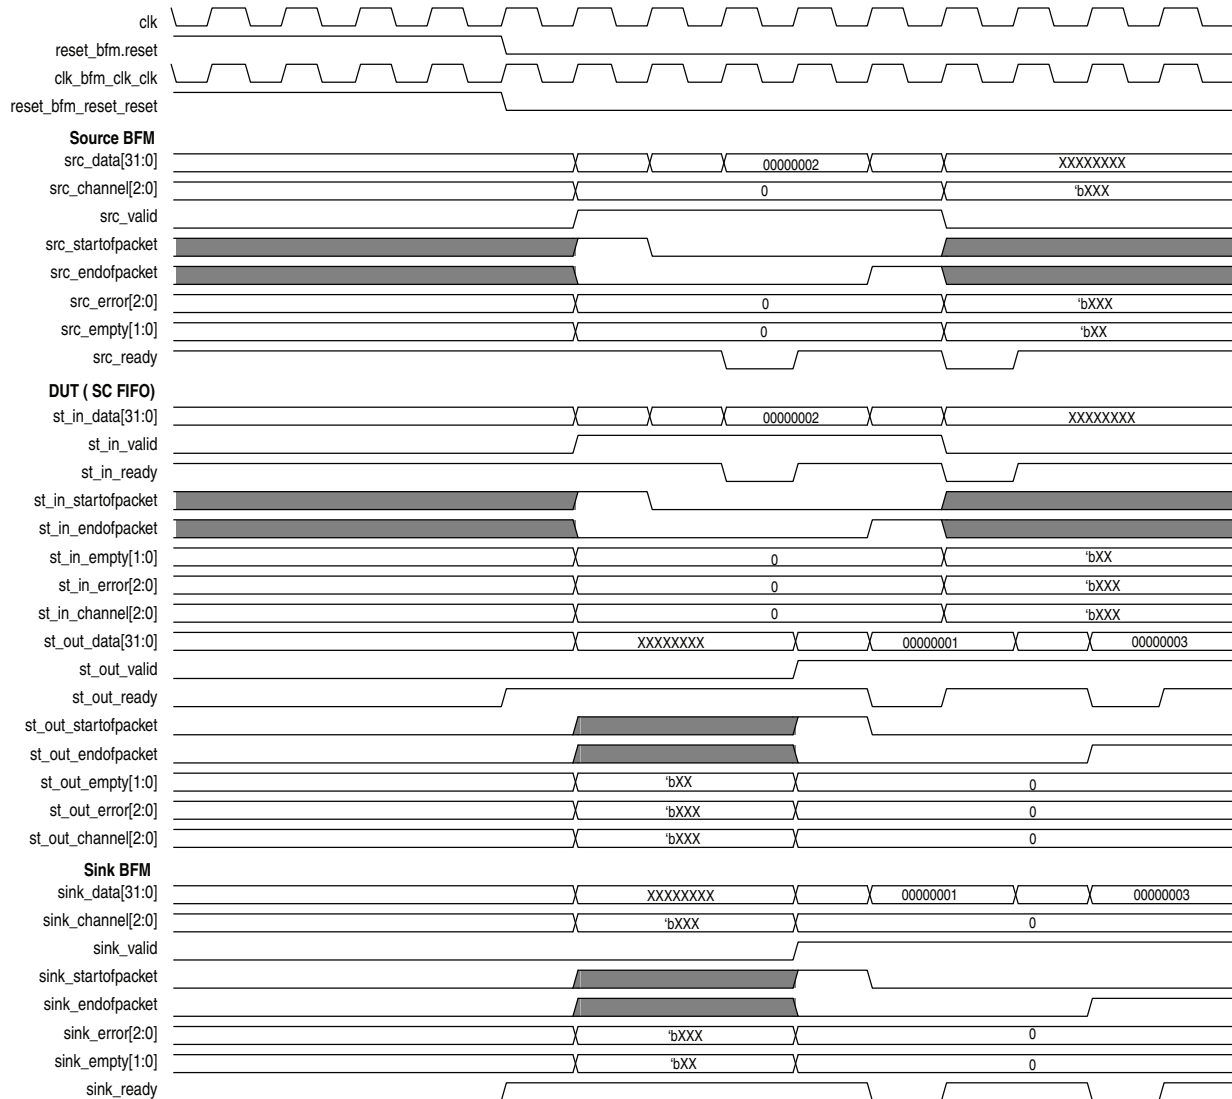 clk
reset_bfm.reset
clk_bfm_clk_clk
reset_bfm_reset_reset
Source BFM
src_data[31:0] 00000002 XXXXXXXX
src_channel[2:0] 0 ‘bXXX
src_valid
src_startofpacket
src_endofpacket
src_error[2:0] 0 ‘bXXX
src_empty[1:0] 0 ‘bXX
src_ready
DUT ( SC FIFO)
st_in_data[31:0] 00000002 XXXXXXXX
st_in_valid
st_in_ready
st_in_startofpacket
st_in_endofpacket
st_in_empty[1:0] 0 ‘bXX
st_in_error[2:0] 0 ‘bXXX
st_in_channel[2:0] 0 ‘bXXX
st_out_data[31:0] XXXXXXXX 00000001 00000003
st_out_valid
st_out_ready
st_out_startofpacket
st_out_endofpacket
st_out_empty[1:0] ‘bXX 0
st_out_error[2:0] ‘bXXX 0
st_out_channel[2:0] ‘bXXX 0
Sink BFM
sink_data[31:0] XXXXXXXX 00000001 00000003
sink_channel[2:0] ‘bXXX 0
sink_valid
sink_startofpacket
sink_endofpacket
sink_error[2:0] ‘bXXX 0
sink_empty[1:0] ‘bXX 0
sink_ready